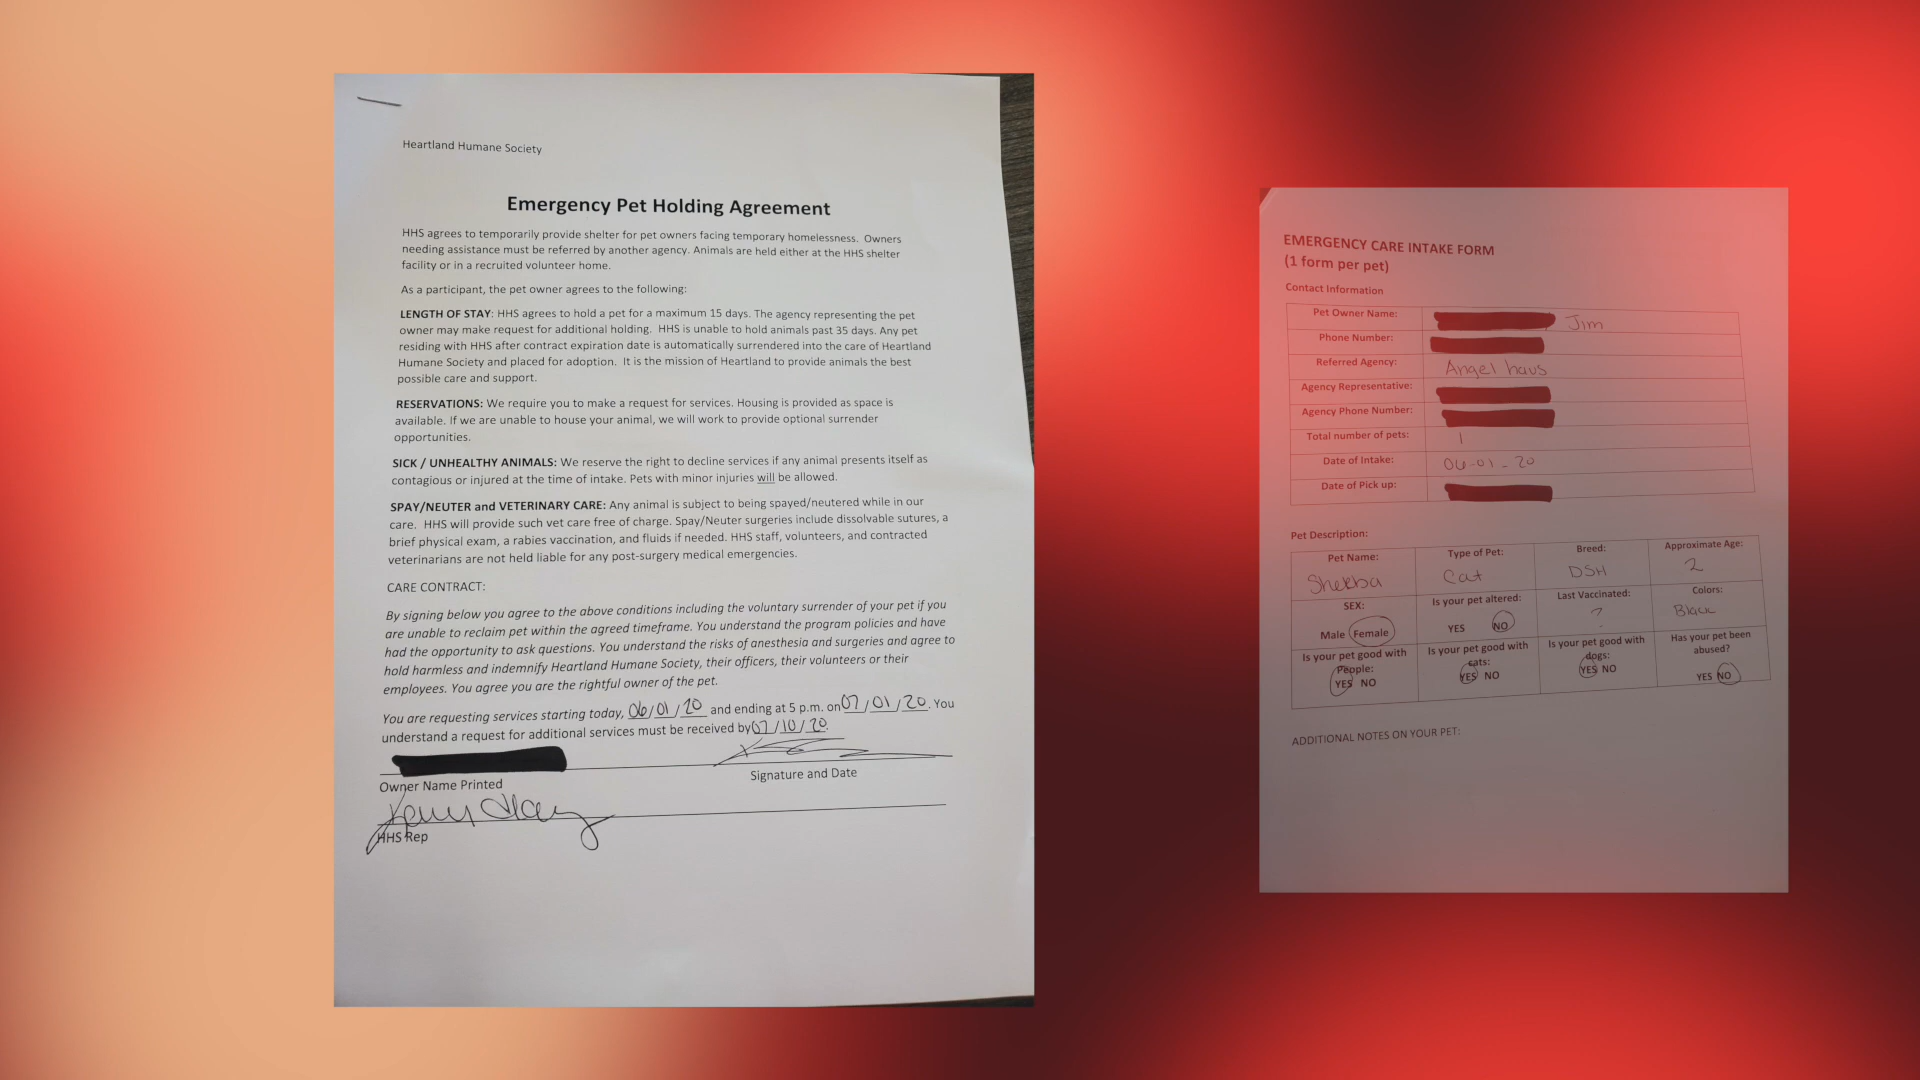 Heartland Humane Society
Emergency Pet Holding Agreement
HHS agrees to temporarily provide shelter for pet owners facing temporary homelessness. Owners
needing assistance must be referred by another agency. Animals are held either at the HHS shelter
facility or in a recruited volunteer home.
As a participant, the pet owner agrees to the following:
LENGTH OF STAY: HHS agrees to hold a pet for a maximum 15 days. The agency representing the pet
owner may make request for additional holding. HHS is unable to hold animals past 35 days. Any pet
residing with HHS after contract expiration date is automatically surrendered into the care of Heartland
Humane Society and placed for adoption. It is the mission of Heartland to provide animals the best
possible care and support.
RESERVATIONS: We require you to make a request for services. Housing is provided as space is
available. If we are unable to house your animal, we will work to provide optional surrender
opportunities.
SICK / UNHEALTHY ANIMALS: We reserve the right to decline services if any animal presents itself as
contagious or injured at the time of intake. Pets with minor injuries will be allowed.
SPAY/NEUTER and VETERINARY CARE: Any animal is subject to being spayed/neutered while in our
care. HHS will provide such vet care free of charge. Spay/Neuter surgeries include dissolvable sutures, a
brief physical exam, a rabies vaccination, and fluids if needed. HHS staff, volunteers, and contracted
veterinarians are not held liable for any post-surgery medical emergencies.
CARE CONTRACT:
By signing below you agree to the above conditions including the voluntary surrender of your pet if you
are unable to reclaim pet within the agreed timeframe. You understand the program policies and have
had the opportunity to ask questions. You understand the risks of anesthesia and surgeries and agree to
hold harmless and indemnify Heartland Humane Society, their officers, their volunteers or their
employees. You agree you are the rightful owner of the pet.
You are requesting services starting today, 06/01/20 and ending at 5 p.m. on 07/01/20. You
understand a request for additional services must be received by 07/10/20.
Owner Name Printed Signature and Date
HHS Rep
EMERGENCY CARE INTAKE FORM
(1 form per pet)
Contact Information
Pet Owner Name: Jim
Phone Number:
Referred Agency: Angel haus
Agency Representative:
Agency Phone Number:
Total number of pets: 1
Date of Intake: 06-01-20
Date of Pick up:
Pet Description:
Pet Name: Type of Pet: Breed: Approximate Age:
Shekba Cat DSH 2
SEX: Is your pet altered: Last Vaccinated: Colors:
Male Female YES NO ? Black
Is your pet good with Is your pet good with Is your pet good with Has your pet been
People: cats: dogs: abused?
YES NO YES NO YES NO YES NO
ADDITIONAL NOTES ON YOUR PET: